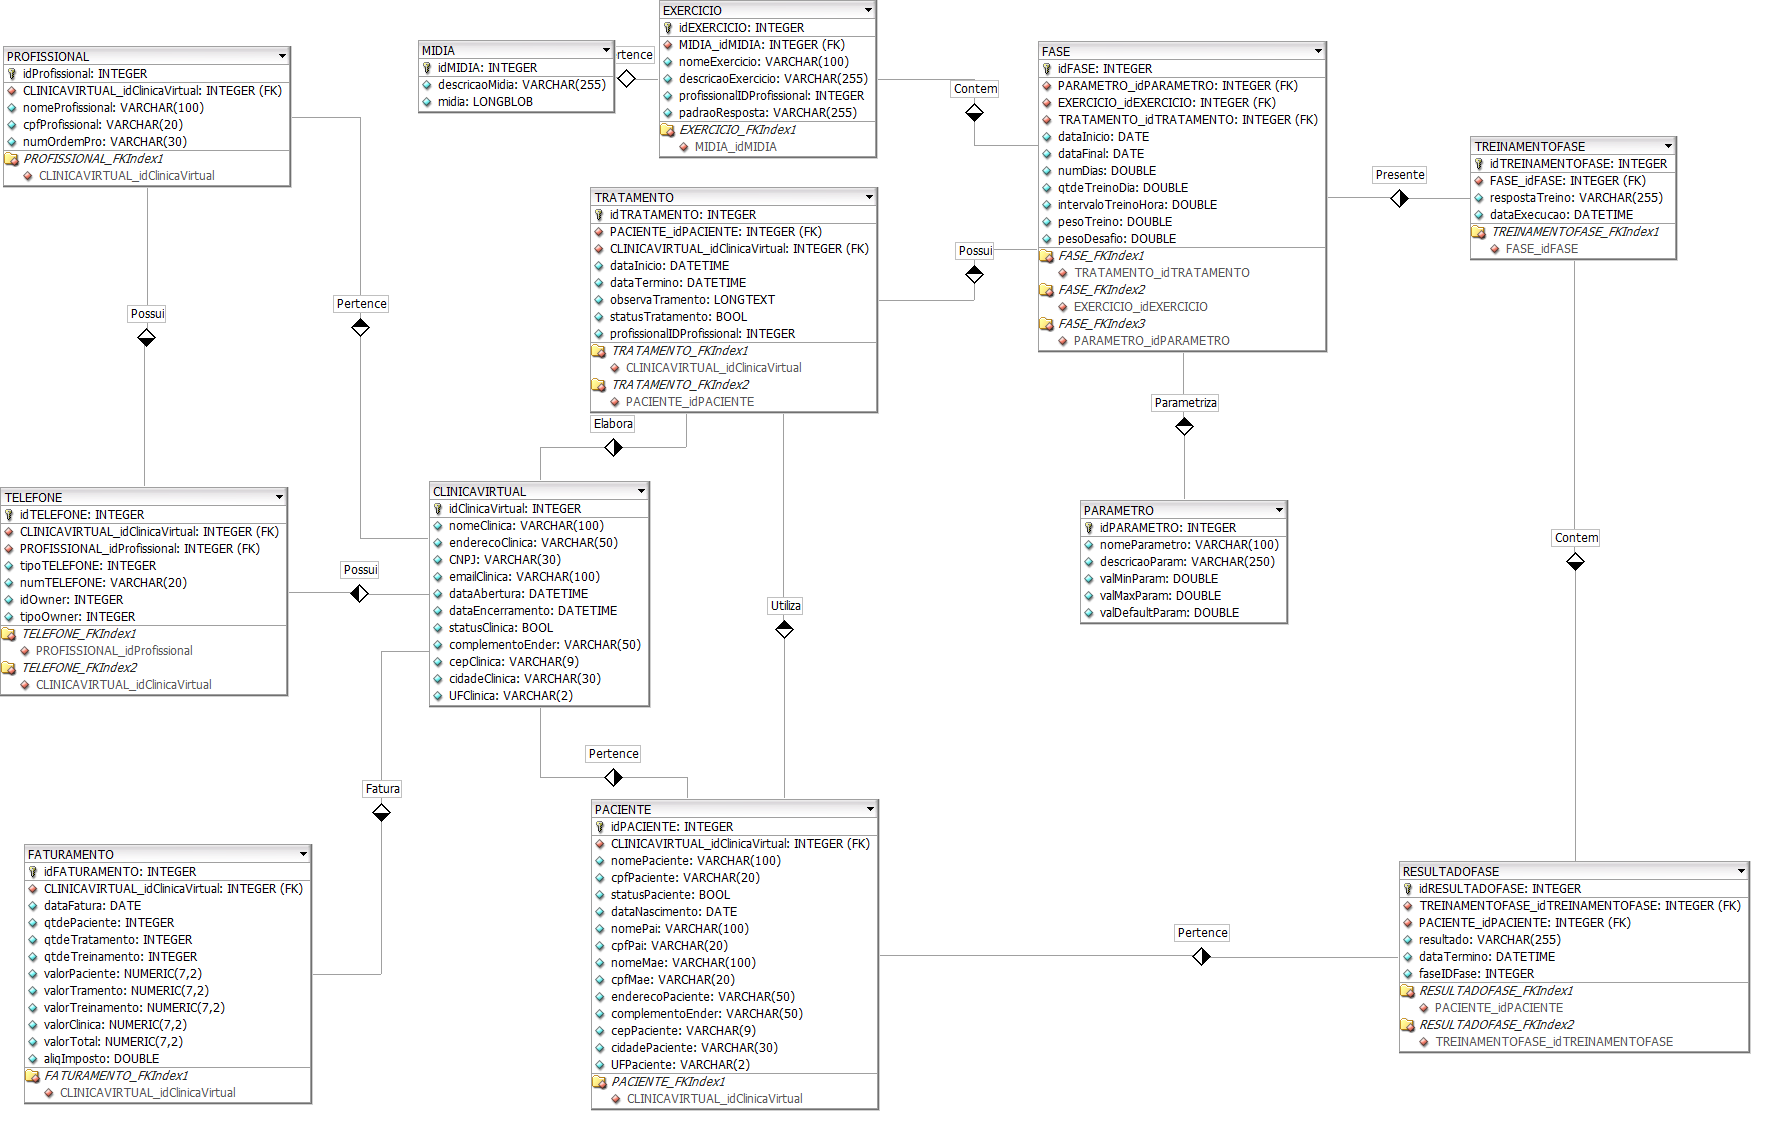 PROFISSIONAL
idProfissional: INTEGER
CLINICAVIRTUAL_idClinicaVirtual: INTEGER (FK)
nomeProfissional: VARCHAR(100)
cpfProfissional: VARCHAR(20)
numOrdemPro: VARCHAR(30)
PROFISSIONAL_FKIndex1
CLINICAVIRTUAL_idClinicaVirtual
MIDIA
idMIDIA: INTEGER
descricaoMidia: VARCHAR(255)
midia: LONGBLOB
rtence
EXERCICIO
idEXERCICIO: INTEGER
MIDIA_idMIDIA: INTEGER (FK)
nomeExercicio: VARCHAR(100)
descricaoExercicio: VARCHAR(255)
profissionalIDProfissional: INTEGER
padraoResposta: VARCHAR(255)
EXERCICIO_FKIndex1
MIDIA_idMIDIA
Contem
FASE
idFASE: INTEGER
PARAMETRO_idPARAMETRO: INTEGER (FK)
EXERCICIO_idEXERCICIO: INTEGER (FK)
TRATAMENTO_idTRATAMENTO: INTEGER (FK)
dataInicio: DATE
dataFinal: DATE
numDias: DOUBLE
qtdeTreinoDia: DOUBLE
intervaloTreinoHora: DOUBLE
pesoTreino: DOUBLE
pesoDesafio: DOUBLE
FASE_FKIndex1
TRATAMENTO_idTRATAMENTO
FASE_FKIndex2
EXERCICIO_idEXERCICIO
FASE_FKIndex3
PARAMETRO_idPARAMETRO
Presente
TREINAMENTOFASE
idTREINAMENTOFASE: INTEGER
FASE_idFASE: INTEGER (FK)
respostaTreino: VARCHAR(255)
dataExecucao: DATETIME
TREINAMENTOFASE_FKIndex1
FASE_idFASE
TRATAMENTO
idTRATAMENTO: INTEGER
PACIENTE_idPACIENTE: INTEGER (FK)
CLINICAVIRTUAL_idClinicaVirtual: INTEGER (FK)
dataInicio: DATETIME
dataTermino: DATETIME
observaTramento: LONGTEXT
statusTratamento: BOOL
profissionalIDProfissional: INTEGER
TRATAMENTO_FKIndex1
CLINICAVIRTUAL_idClinicaVirtual
TRATAMENTO_FKIndex2
PACIENTE_idPACIENTE
Possui
Possui
Pertence
Elabora
Parametriza
TELEFONE
idTELEFONE: INTEGER
CLINICAVIRTUAL_idClinicaVirtual: INTEGER (FK)
PROFISSIONAL_idProfissional: INTEGER (FK)
tipoTELEFONE: INTEGER
numTELEFONE: VARCHAR(20)
idOwner: INTEGER
tipoOwner: INTEGER
TELEFONE_FKIndex1
PROFISSIONAL_idProfissional
TELEFONE_FKIndex2
CLINICAVIRTUAL_idClinicaVirtual
Possui
CLINICAVIRTUAL
idClinicaVirtual: INTEGER
nomeClinica: VARCHAR(100)
enderecoClinica: VARCHAR(50)
CNPJ: VARCHAR(30)
emailClinica: VARCHAR(100)
dataAbertura: DATETIME
dataEncerramento: DATETIME
statusClinica: BOOL
complementoEnder: VARCHAR(50)
cepClinica: VARCHAR(9)
cidadeClinica: VARCHAR(30)
UFClinica: VARCHAR(2)
Utiliza
PARAMETRO
idPARAMETRO: INTEGER
nomeParametro: VARCHAR(100)
descricaoParam: VARCHAR(250)
valMinParam: DOUBLE
valMaxParam: DOUBLE
valDefaultParam: DOUBLE
Contem
Fatura
Pertence
FATURAMENTO
idFATURAMENTO: INTEGER
CLINICAVIRTUAL_idClinicaVirtual: INTEGER (FK)
dataFatura: DATE
qtdePaciente: INTEGER
qtdeTratamento: INTEGER
qtdeTreinamento: INTEGER
valorPaciente: NUMERIC(7,2)
valorTramento: NUMERIC(7,2)
valorTreinamento: NUMERIC(7,2)
valorClinica: NUMERIC(7,2)
valorTotal: NUMERIC(7,2)
aliqImposto: DOUBLE
FATURAMENTO_FKIndex1
CLINICAVIRTUAL_idClinicaVirtual
PACIENTE
idPACIENTE: INTEGER
CLINICAVIRTUAL_idClinicaVirtual: INTEGER (FK)
nomePaciente: VARCHAR(100)
cpfPaciente: VARCHAR(20)
statusPaciente: BOOL
dataNascimento: DATE
nomePai: VARCHAR(100)
cpfPai: VARCHAR(20)
nomeMae: VARCHAR(100)
cpfMae: VARCHAR(20)
enderecoPaciente: VARCHAR(50)
complementoEnder: VARCHAR(50)
cepPaciente: VARCHAR(9)
cidadePaciente: VARCHAR(30)
UFPaciente: VARCHAR(2)
PACIENTE_FKIndex1
CLINICAVIRTUAL_idClinicaVirtual
Pertence
RESULTADOFASE
idRESULTADOFASE: INTEGER
TREINAMENTOFASE_idTREINAMENTOFASE: INTEGER (FK)
PACIENTE_idPACIENTE: INTEGER (FK)
resultado: VARCHAR(255)
dataTermino: DATETIME
faseIDFase: INTEGER
RESULTADOFASE_FKIndex1
PACIENTE_idPACIENTE
RESULTADOFASE_FKIndex2
TREINAMENTOFASE_idTREINAMENTOFASE